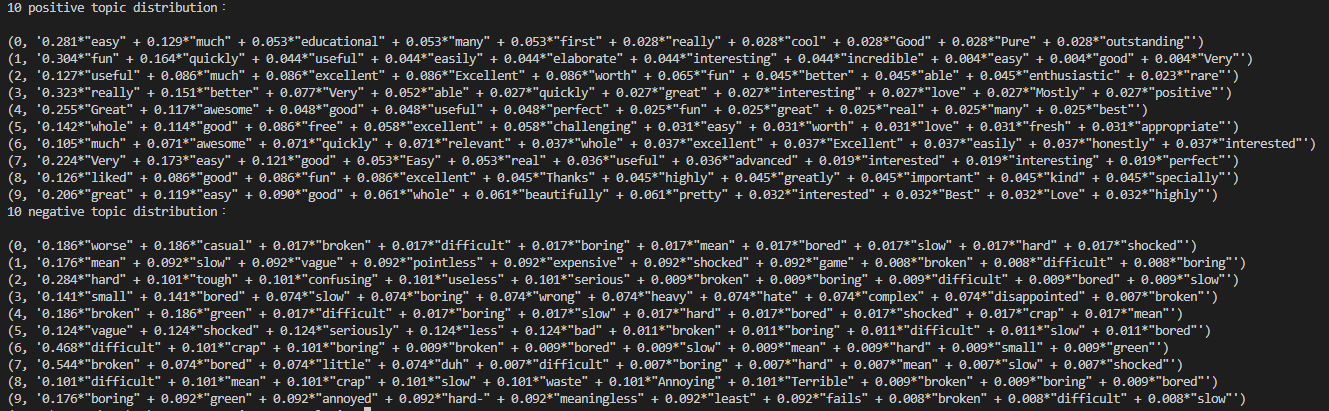 10 positive topic distribution：
(0, '0.281*"easy" + 0.129*"much" + 0.053*"educational" + 0.053*"many" + 0.053*"first" + 0.028*"really" + 0.028*"cool" + 0.028*"Good" + 0.028*"Pure" + 0.028*"outstanding"')
(1, '0.304*"fun" + 0.164*"quickly" + 0.044*"useful" + 0.044*"easily" + 0.044*"elaborate" + 0.044*"interesting" + 0.044*"incredible" + 0.004*"easy" + 0.004*"good" + 0.004*"Very"')
(2, '0.127*"useful" + 0.086*"much" + 0.086*"excellent" + 0.086*"Excellent" + 0.086*"worth" + 0.065*"fun" + 0.045*"better" + 0.045*"able" + 0.045*"enthusiastic" + 0.023*"rare"')
(3, '0.323*"really" + 0.151*"better" + 0.077*"Very" + 0.052*"able" + 0.027*"quickly" + 0.027*"great" + 0.027*"interesting" + 0.027*"love" + 0.027*"Mostly" + 0.027*"positive"')
(4, '0.255*"Great" + 0.117*"awesome" + 0.048*"good" + 0.048*"useful" + 0.048*"perfect" + 0.025*"fun" + 0.025*"great" + 0.025*"real" + 0.025*"many" + 0.025*"best"')
(5, '0.142*"whole" + 0.114*"good" + 0.086*"free" + 0.058*"excellent" + 0.058*"challenging" + 0.031*"easy" + 0.031*"worth" + 0.031*"love" + 0.031*"fresh" + 0.031*"appropriate"')
(6, '0.105*"much" + 0.071*"awesome" + 0.071*"quickly" + 0.071*"relevant" + 0.037*"whole" + 0.037*"excellent" + 0.037*"Excellent" + 0.037*"easily" + 0.037*"honestly" + 0.037*"interested"')
(7, '0.224*"Very" + 0.173*"easy" + 0.121*"good" + 0.053*"Easy" + 0.053*"real" + 0.036*"useful" + 0.036*"advanced" + 0.019*"interested" + 0.019*"interesting" + 0.019*"perfect"')
(8, '0.126*"liked" + 0.086*"good" + 0.086*"fun" + 0.086*"excellent" + 0.045*"Thanks" + 0.045*"highly" + 0.045*"greatly" + 0.045*"important" + 0.045*"kind" + 0.045*"specially"')
(9, '0.206*"great" + 0.119*"easy" + 0.090*"good" + 0.061*"whole" + 0.061*"beautifully" + 0.061*"pretty" + 0.032*"interested" + 0.032*"Best" + 0.032*"Love" + 0.032*"highly"')
10 negative topic distribution：
(0, '0.186*"worse" + 0.186*"casual" + 0.017*"broken" + 0.017*"difficult" + 0.017*"boring" + 0.017*"mean" + 0.017*"bored" + 0.017*"slow" + 0.017*"hard" + 0.017*"shocked"')
(1, '0.176*"mean" + 0.092*"slow" + 0.092*"vague" + 0.092*"pointless" + 0.092*"expensive" + 0.092*"shocked" + 0.092*"game" + 0.008*"broken" + 0.008*"difficult" + 0.008*"boring"')
(2, '0.284*"hard" + 0.101*"tough" + 0.101*"confusing" + 0.101*"useless" + 0.101*"serious" + 0.009*"broken" + 0.009*"boring" + 0.009*"difficult" + 0.009*"bored" + 0.009*"slow"')
(3, '0.141*"small" + 0.141*"bored" + 0.074*"slow" + 0.074*"boring" + 0.074*"wrong" + 0.074*"heavy" + 0.074*"hate" + 0.074*"complex" + 0.074*"disappointed" + 0.007*"broken"')
(4, '0.186*"broken" + 0.186*"green" + 0.017*"difficult" + 0.017*"boring" + 0.017*"slow" + 0.017*"hard" + 0.017*"bored" + 0.017*"shocked" + 0.017*"crap" + 0.017*"mean"')
(5, '0.124*"vague" + 0.124*"shocked" + 0.124*"seriously" + 0.124*"less" + 0.124*"bad" + 0.011*"broken" + 0.011*"boring" + 0.011*"difficult" + 0.011*"slow" + 0.011*"bored"')
(6, '0.468*"difficult" + 0.101*"crap" + 0.101*"boring" + 0.009*"broken" + 0.009*"bored" + 0.009*"slow" + 0.009*"mean" + 0.009*"hard" + 0.009*"small" + 0.009*"green"')
(7, '0.544*"broken" + 0.074*"bored" + 0.074*"little" + 0.074*"duh" + 0.007*"difficult" + 0.007*"boring" + 0.007*"hard" + 0.007*"mean" + 0.007*"slow" + 0.007*"shocked"')
(8, '0.101*"difficult" + 0.101*"mean" + 0.101*"crap" + 0.101*"slow" + 0.101*"waste" + 0.101*"Annoying" + 0.101*"Terrible" + 0.009*"broken" + 0.009*"boring" + 0.009*"bored"')
(9, '0.176*"boring" + 0.092*"green" + 0.092*"annoyed" + 0.092*"hard-" + 0.092*"meaningless" + 0.092*"least" + 0.092*"fails" + 0.008*"broken" + 0.008*"difficult" + 0.008*"slow"')